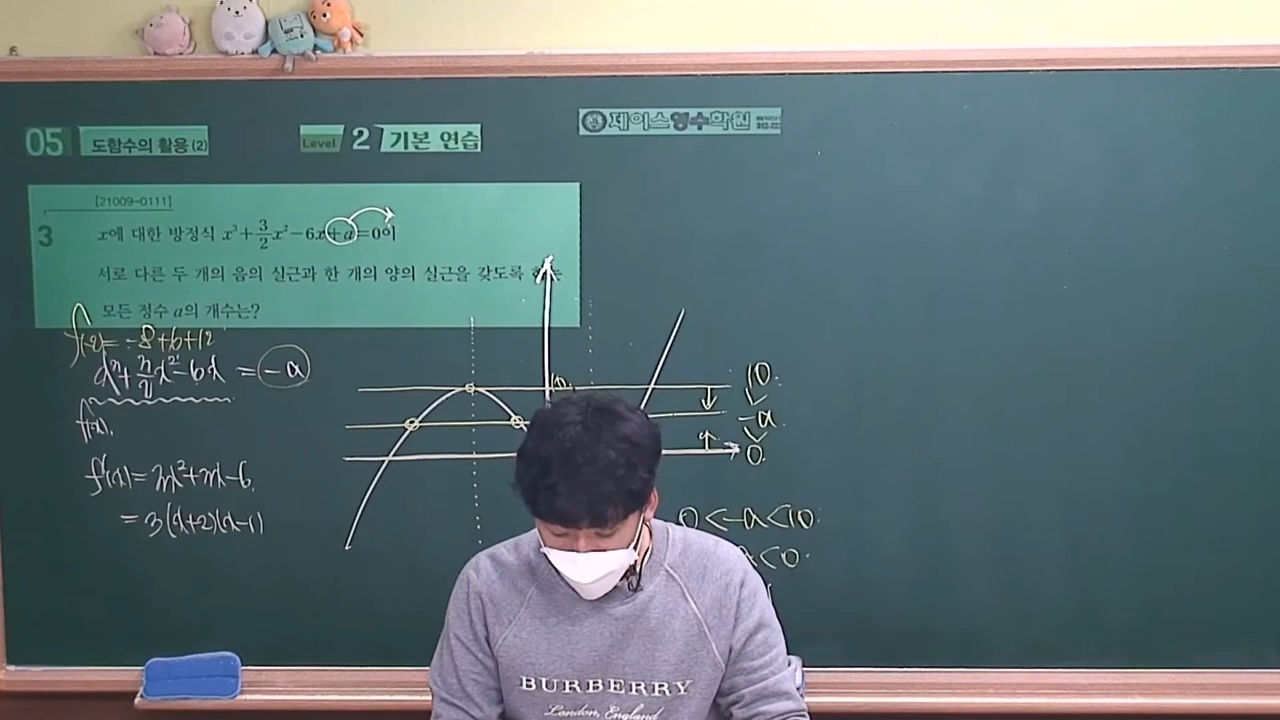 05 도함수의 활용 (2)
Level 2 기본 연습
제이스영수학원
[21009-0111]
3
x에 대한 방정식 x³+3/2x²-6x+a=0이
서로 다른 두 개의 음의 실근과 한 개의 양의 실근을 갖도록
모든 정수 a의 개수는?
f(-2)=-8+6+12
x³+3/2x²-6x = -a
f(x).
f'(x)=3x²+3x-6.
=3(x+2)(x-1)
10.
-a
0.
0<-a<10.
a<0.
BURBERRY
London, England